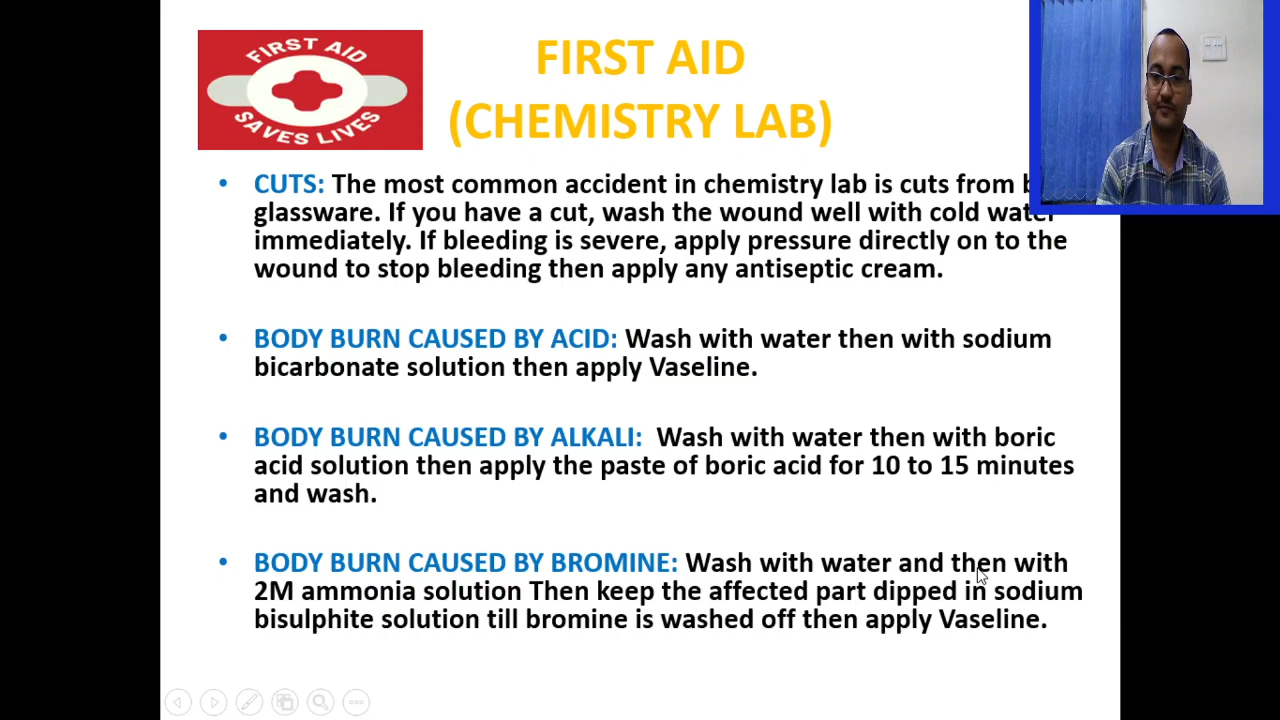 FIRST AID
SAVES LIVES
FIRST AID
(CHEMISTRY LAB)
• CUTS: The most common accident in chemistry lab is cuts from
glassware. If you have a cut, wash the wound well with cold water
immediately. If bleeding is severe, apply pressure directly on to the
wound to stop bleeding then apply any antiseptic cream.
• BODY BURN CAUSED BY ACID: Wash with water then with sodium
bicarbonate solution then apply Vaseline.
• BODY BURN CAUSED BY ALKALI: Wash with water then with boric
acid solution then apply the paste of boric acid for 10 to 15 minutes
and wash.
• BODY BURN CAUSED BY BROMINE: Wash with water and then with
2M ammonia solution Then keep the affected part dipped in sodium
bisulphite solution till bromine is washed off then apply Vaseline.